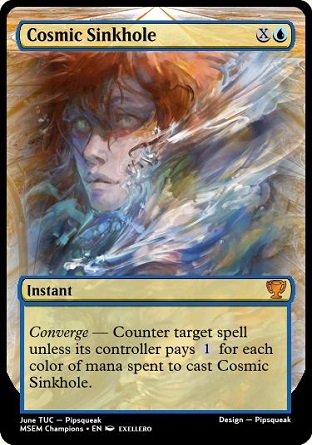 Cosmic Sinkhole X
Instant
Converge — Counter target spell
unless its controller pays 1 for each
color of mana spent to cast Cosmic
Sinkhole.
June TUC — Pipsqueak Design — Pipsqueak
MSEM Champions • EN EXELLERO